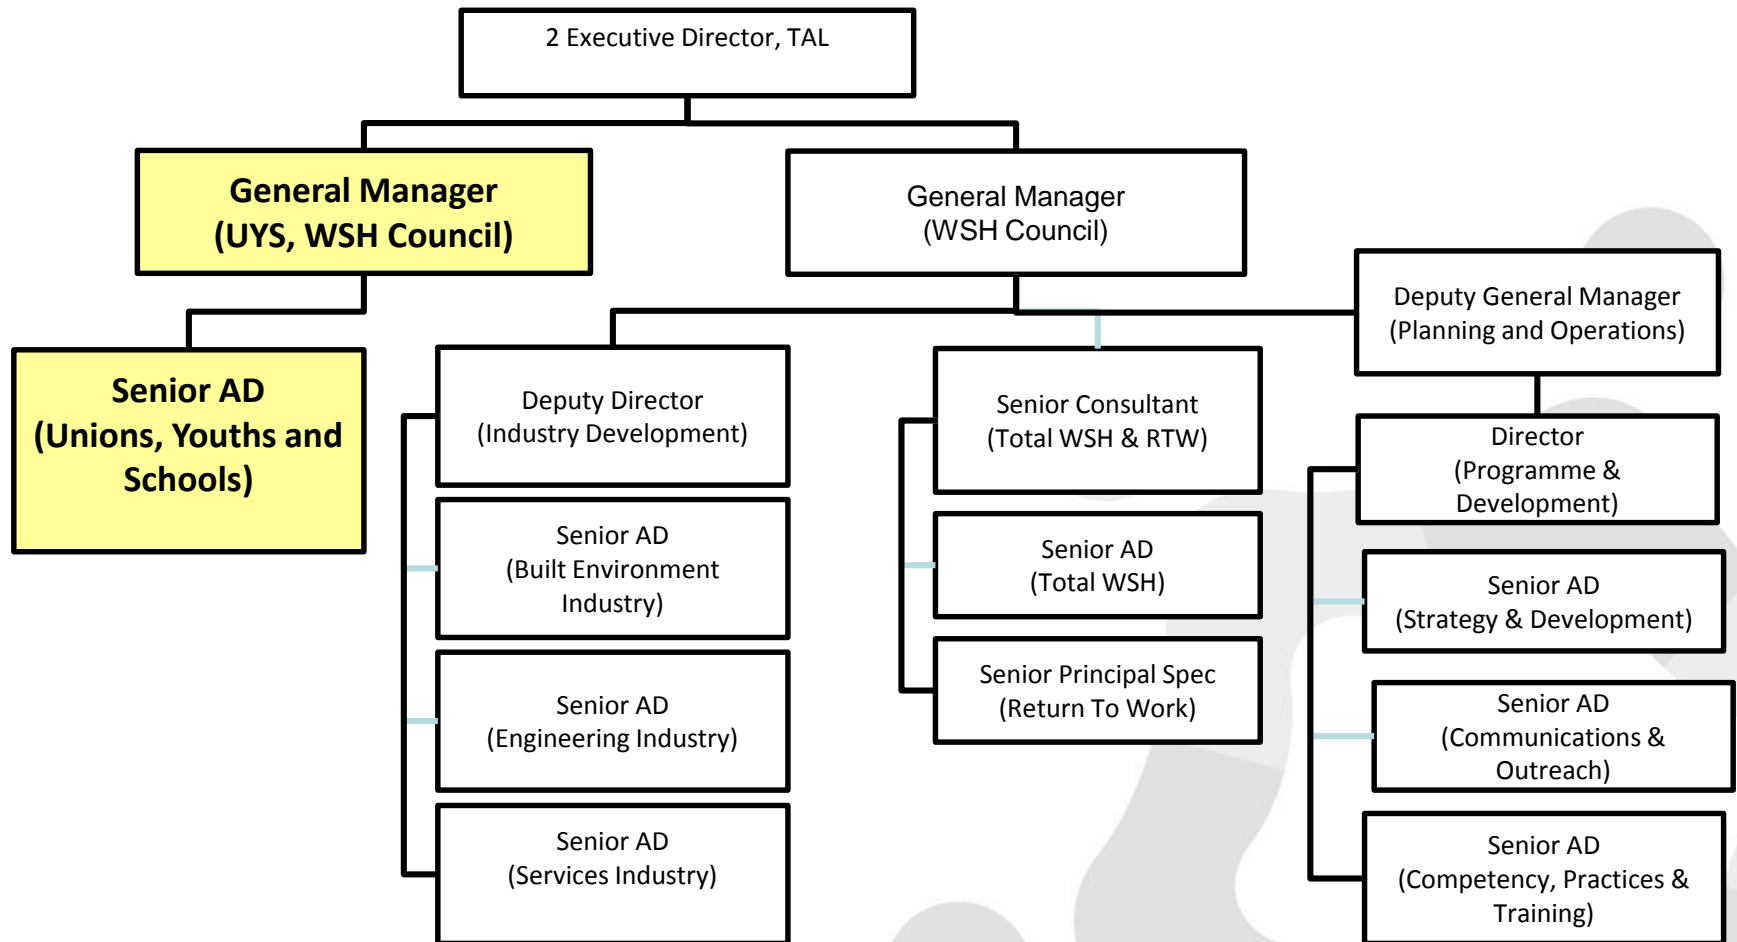 2 Executive Director, TAL
General Manager
(UYS, WSH Council)
General Manager
(WSH Council)
Deputy General Manager
(Planning and Operations)
Senior AD
(Unions, Youths and
Schools)
Deputy Director
(Industry Development)
Senior AD
(Built Environment
Industry)
Senior AD
(Engineering Industry)
Senior AD
(Services Industry)
Senior Consultant
(Total WSH & RTW)
Senior AD
(Total WSH)
Senior Principal Spec
(Return To Work)
Director
(Programme &
Development)
Senior AD
(Strategy & Development)
Senior AD
(Communications &
Outreach)
Senior AD
(Competency, Practices &
Training)